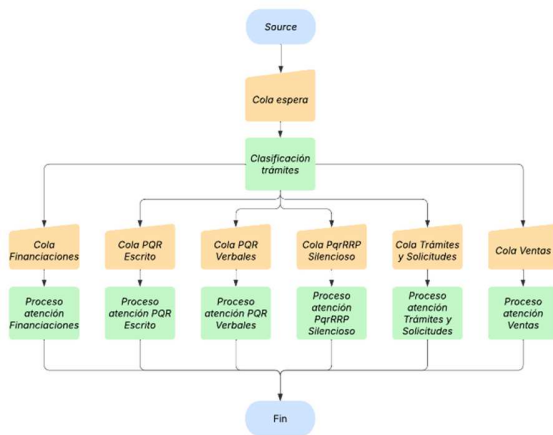 Source
Cola espera
Clasificación
trámites
Cola
Financiaciones
Cola PQR
Escrito
Cola PQR
Verbales
Cola PqrRRP
Silencioso
Cola Trámites
y Solicitudes
Cola Ventas
Proceso
atención
Financiaciones
Proceso
atención PQR
Escrito
Proceso
atención PQR
Verbales
Proceso
atención
PqrRRP
Silencioso
Proceso
atención
Trámites y
Solicitudes
Proceso
atención
Ventas
Fin